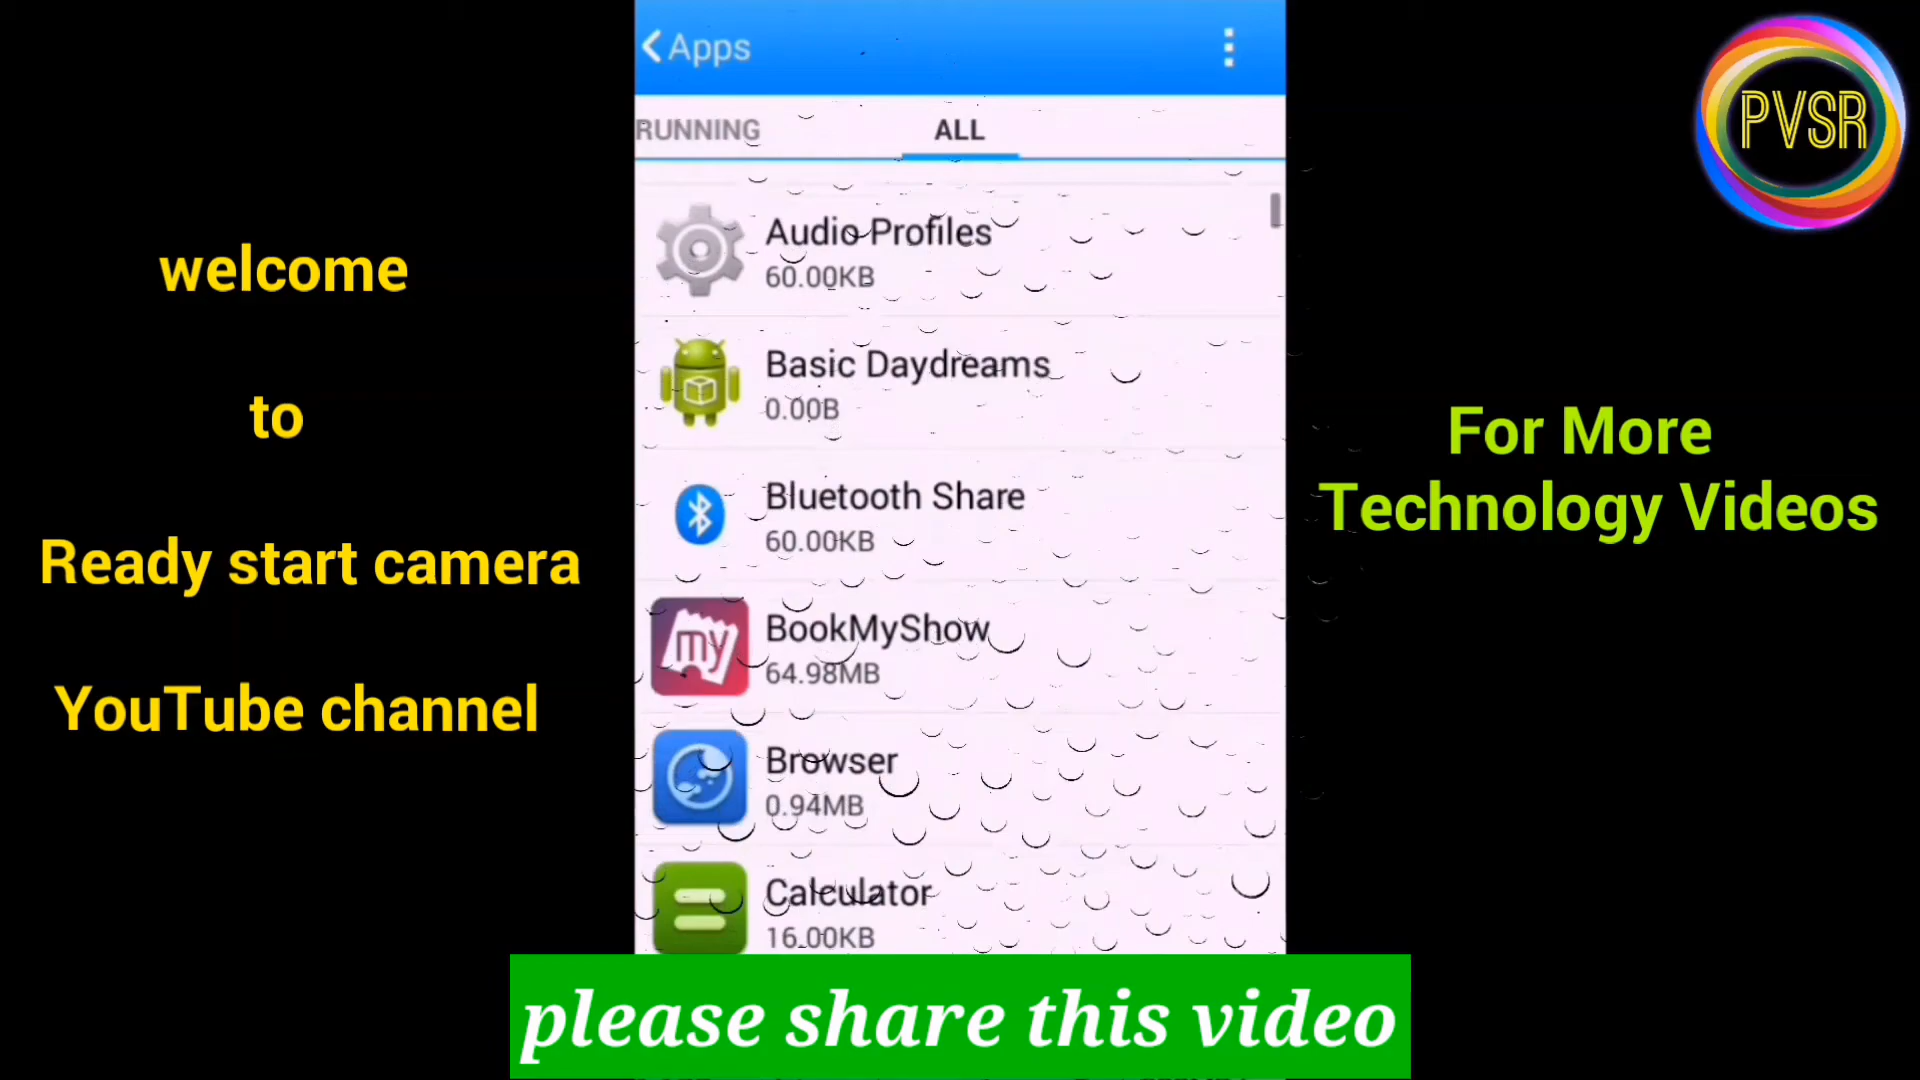 Apps
RUNNING
ALL
Audio Profiles
60.00KB
Basic Daydreams
0.00B
Bluetooth Share
60.00KB
my
BookMyShow
64.98MB
Browser
0.94MB
Calculator
16.00KB
welcome
to
Ready start camera
YouTube channel
PVSR
For More
Technology Videos
please share this video